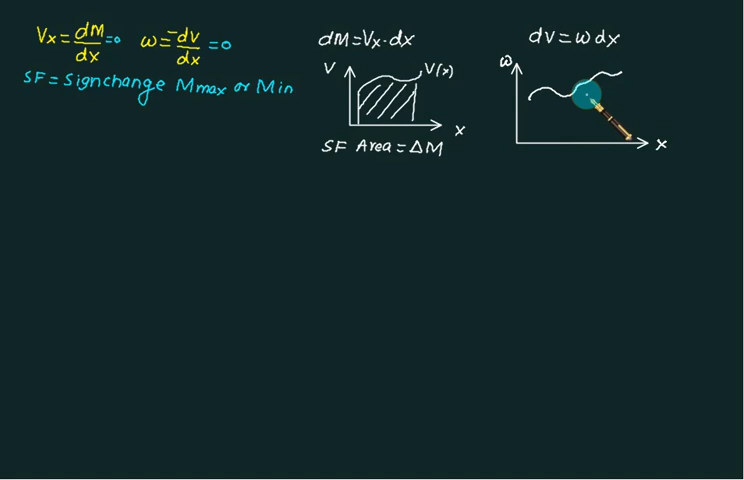 Vx = dM/dx = 0   ω = -dv/dx = 0
SF = Signchange Mmax or Min
dM = Vx · dx
V
V(x)
x
SF Area = ΔM
dv = ω dx
ω
x